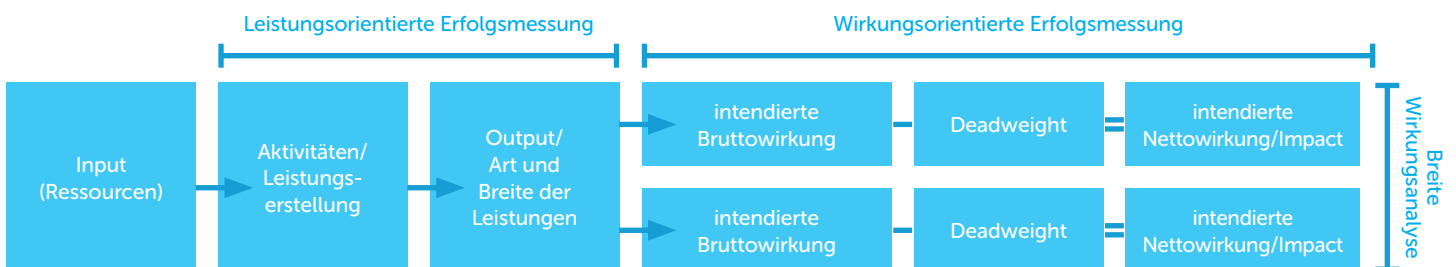 Leistungsorientierte Erfolgsmessung
Wirkungsorientierte Erfolgsmessung
Input
(Ressourcen)
Aktivitäten/
Leistungs-
erstellung
Output/
Art und
Breite der
Leistungen
intendierte
Bruttowirkung
Deadweight
intendierte
Nettowirkung/Impact
intendierte
Bruttowirkung
Deadweight
intendierte
Nettowirkung/Impact
Breite
Wirkungsanalyse